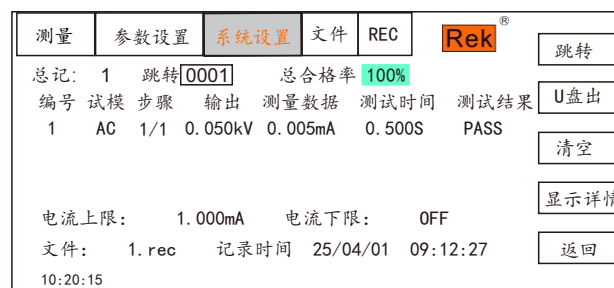 测量 参数设置 系统设置 文件 REC Rek®
跳转
总记: 1 跳转 0001 总合格率 100%
编号 试模 步骤 输出 测量数据 测试时间 测试结果
U盘出
1 AC 1/1 0.050kV 0.005mA 0.500S PASS
清空
显示详情
电流上限: 1.000mA 电流下限: OFF
文件: 1.rec 记录时间 25/04/01 09:12:27
返回
10:20:15